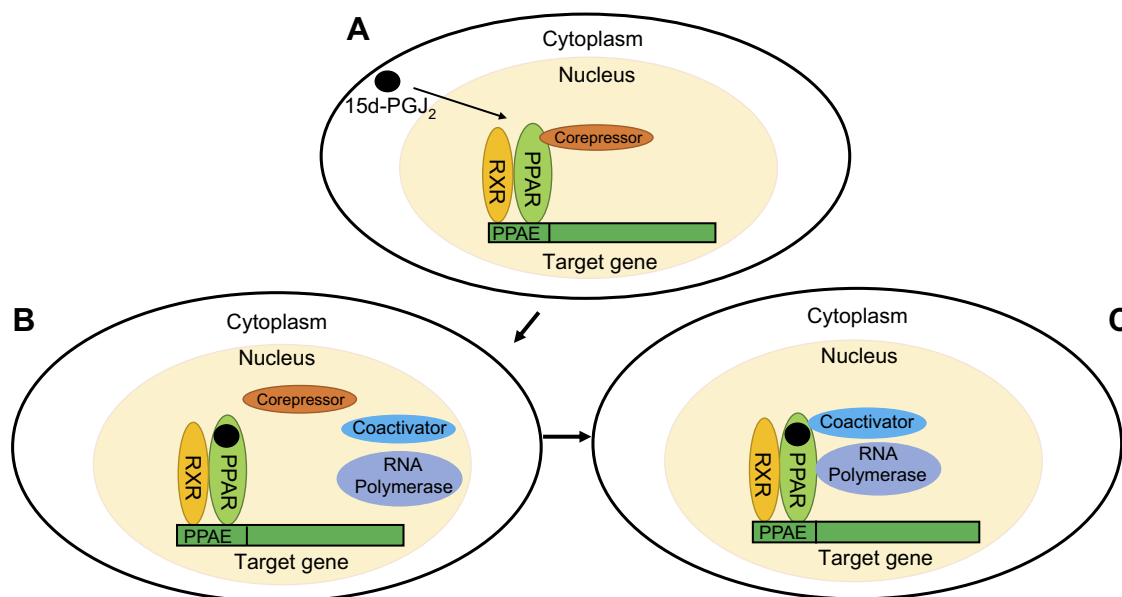 A
Cytoplasm
Nucleus
15d-PGJ₂
Corepressor
RXR
PPAR
PPAE
Target gene
B
Cytoplasm
Nucleus
Corepressor
Coactivator
RNA
Polymerase
RXR
PPAR
PPAE
Target gene
C
Cytoplasm
Nucleus
Coactivator
RNA
Polymerase
RXR
PPAR
PPAE
Target gene